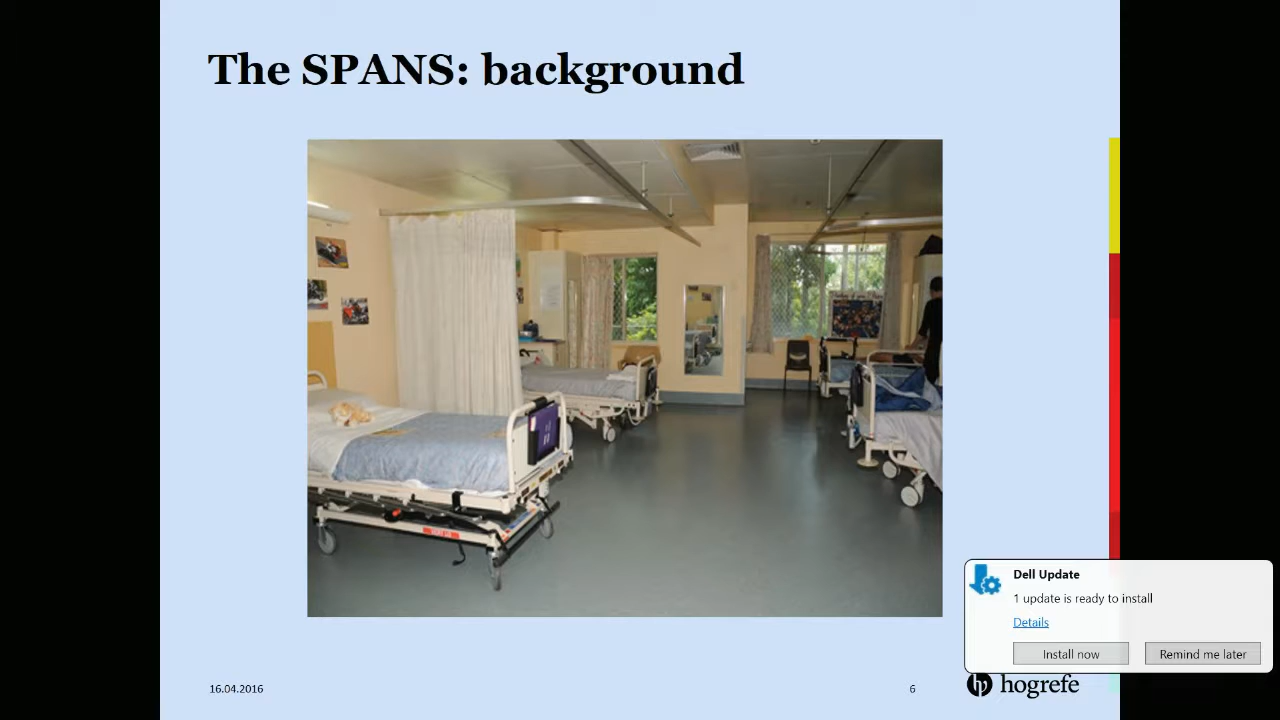 The SPANS: background
Dell Update
1 update is ready to install
Details
Install now
Remind me later
16.04.2016
6
hogrefe